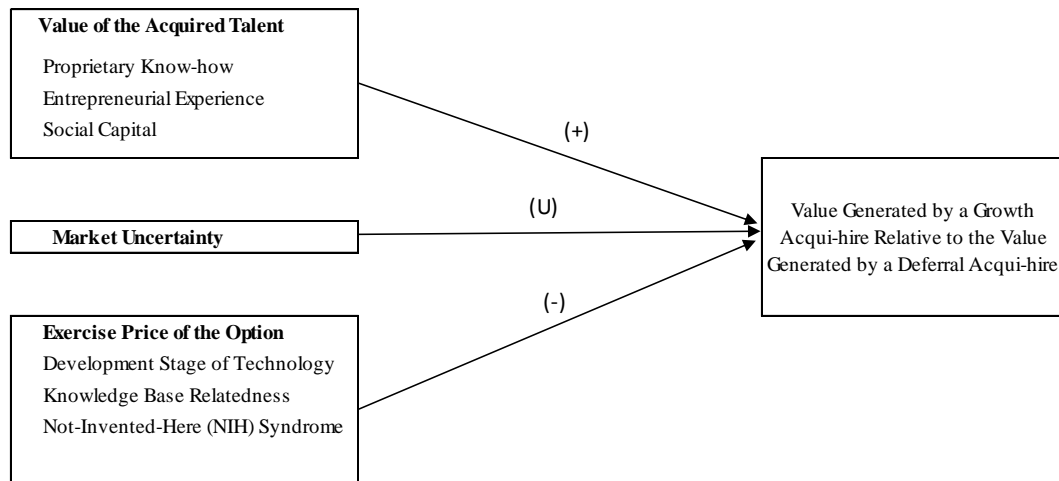 Value of the Acquired Talent
Proprietary Know-how
Entrepreneurial Experience
Social Capital
(+)
(U)
Market Uncertainty
Value Generated by a Growth
Acqui-hire Relative to the Value
Generated by a Deferral Acqui-hire
(-)
Exercise Price of the Option
Development Stage of Technology
Knowledge Base Relatedness
Not-Invented-Here (NIH) Syndrome